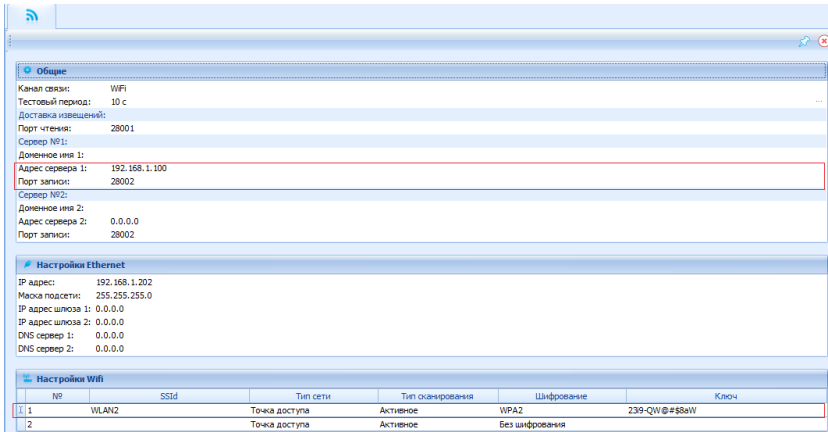 Общие
Канал связи: WiFi
Тестовый период: 10 с ...
Доставка извещений:
Порт чтения: 28001
Сервер №1:
Доменное имя 1:
Адрес сервера 1: 192.168.1.100
Порт записи: 28002
Сервер №2:
Доменное имя 2:
Адрес сервера 2: 0.0.0.0
Порт записи: 28002
Настройки Ethernet
IP адрес: 192.168.1.202
Маска подсети: 255.255.255.0
IP адрес шлюза 1: 0.0.0.0
IP адрес шлюза 2: 0.0.0.0
DNS сервер 1: 0.0.0.0
DNS сервер 2: 0.0.0.0
Настройки Wifi
№ SSId Тип сети Тип сканирования Шифрование Ключ
1 WLAN2 Точка доступа Активное WPA2 23i9-QW@#$8aW
2 Точка доступа Активное Без шифрования